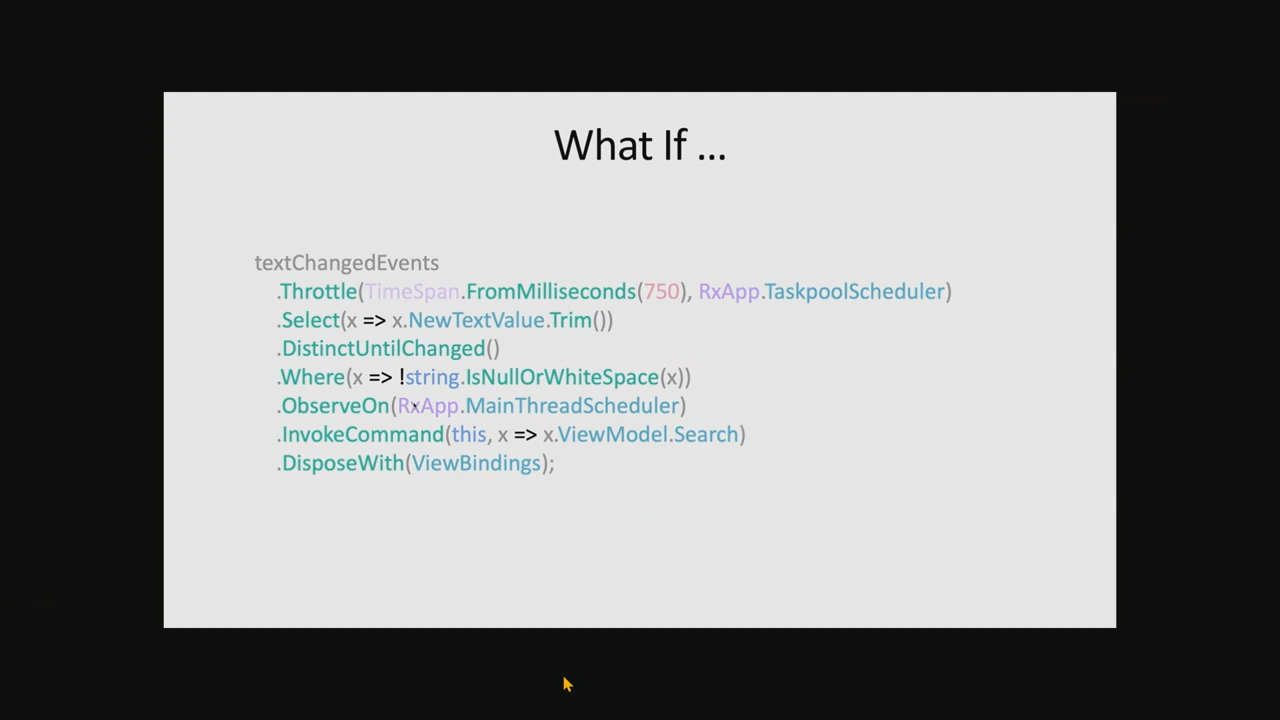 What If ...
textChangedEvents
.Throttle(TimeSpan.FromMilliseconds(750), RxApp.TaskpoolScheduler)
.Select(x => x.NewTextValue.Trim())
.DistinctUntilChanged()
.Where(x => !string.IsNullOrWhiteSpace(x))
.ObserveOn(RxApp.MainThreadScheduler)
.InvokeCommand(this, x => x.ViewModel.Search)
.DisposeWith(ViewBindings);